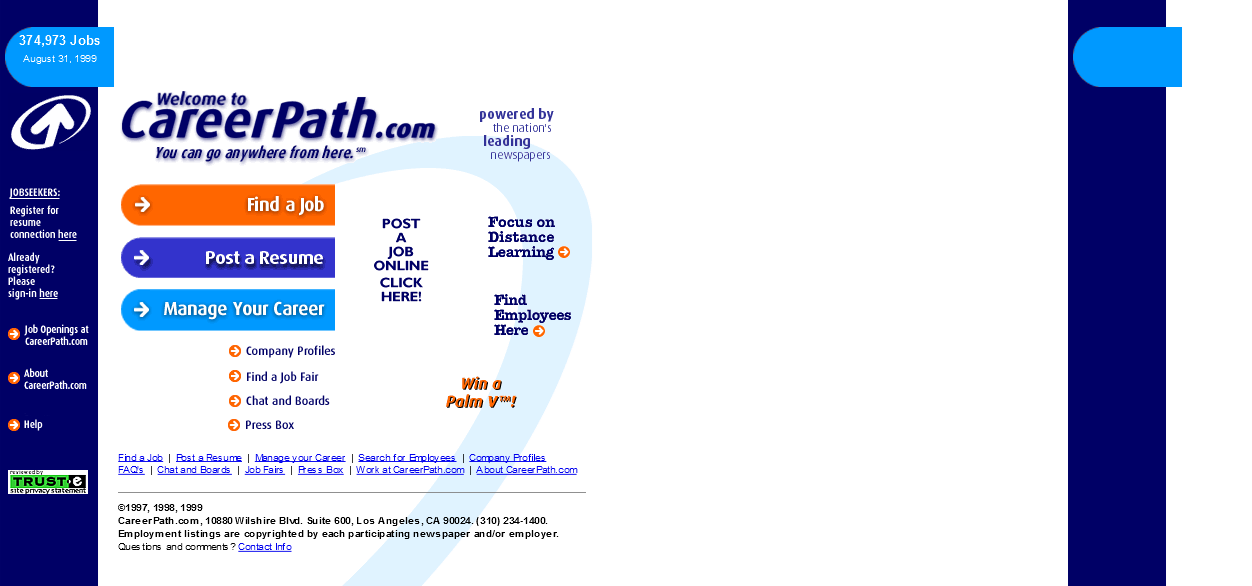 374,973 Jobs
August 31, 1999
JOBSEEKERS:
Register for
resume
connection here
Already
registered?
Please
sign-in here
Job Openings at
CareerPath.com
About
CareerPath.com
Help
reviewed by
TRUST-e
site privacy statement
Welcome to
CareerPath.com
You can go anywhere from here.℠
powered by
the nation's
leading
newspapers
Find a Job
Post a Resume
Manage Your Career
POST
A
JOB
ONLINE
CLICK
HERE!
Focus on
Distance
Learning
Find
Employees
Here
Company Profiles
Find a Job Fair
Chat and Boards
Press Box
Win a
Palm V™!
Find a Job | Post a Resume | Manage your Career | Search for Employees | Company Profiles
FAQ's | Chat and Boards | Job Fairs | Press Box | Work at CareerPath.com | About CareerPath.com
©1997, 1998, 1999
CareerPath.com, 10880 Wilshire Blvd. Suite 600, Los Angeles, CA 90024. (310) 234-1400.
Employment listings are copyrighted by each participating newspaper and/or employer.
Questions and comments? Contact Info